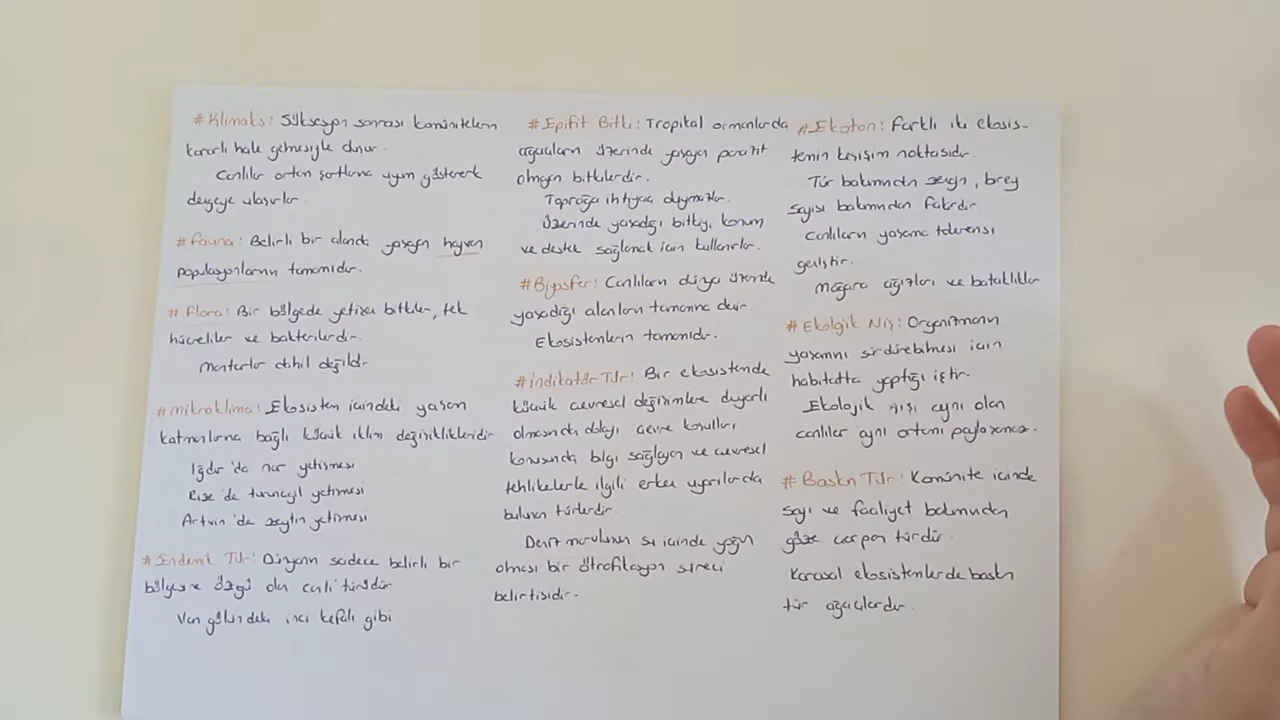 #Klimaks: Süksesyon sonrası komünitelerin
kararlı hale gelmesiyle oluşur.
Canlılar ortam şartlarına uyum göstererek
dengeye ulaşırlar.
#Fauna: Belirli bir alanda yaşayan hayvan
populasyonlarının tamamıdır.
#Flora: Bir bölgede yetişen bitkiler, tek
hücreliler ve bakterilerdir.
Mantarlar dahil değildir.
#Mikroklima: Ekosistem içindeki yaşam
katmanlarına bağlı küçük iklim değişiklikleridir
Iğdır'da nar yetişmesi
Rize'de turunçgil yetişmesi
Artvin'de zeytin yetişmesi
#Endemik Tür: Dünyanın sadece belirli bir
bölgesine özgü olan canlı türüdür
Van gölündeki inci kefali gibi
#Epifit Bitki: Tropikal ormanlarda
ağaçların üzerinde yaşayan parazit
olmayan bitkilerdir.
Toprağa ihtiyaç duymazlar.
Üzerinde yaşadığı bitkiyi, konum
ve destek sağlamak için kullanırlar.
#Biyosfer: Canlıların dünya üzerinde
yaşadığı alanların tamamına denir.
Ekosistemlerin tamamıdır.
#İndikatör Tür: Bir ekosistemde
küçük çevresel değişimlere duyarlı
olmasından dolayı çevre koşulları
konusunda bilgi sağlayan ve çevresel
tehlikelerle ilgili erken uyarılarda
bulunan türlerdir.
Deniz marulunun su içinde yoğun
olması bir ötrofikasyon süreci
belirtisidir.
#Ekoton: Farklı iki ekosis-
temin kesişim noktasıdır.
Tür bakımından zengin, birey
sayısı bakımından fakirdir.
Canlıların yaşama toleransı
geniştir.
Mağara ağızları ve bataklıklar
#Ekolojik Niş: Organizmanın
yaşamını sürdürebilmesi için
habitatta yaptığı iştir.
Ekolojik nişi aynı olan
canlılar aynı ortamı paylaşamaz.
#Baskın Tür: Komünite içinde
sayı ve faaliyet bakımından
göze çarpan türdür.
Karasal ekosistemlerde baskın
tür ağaçlardır.